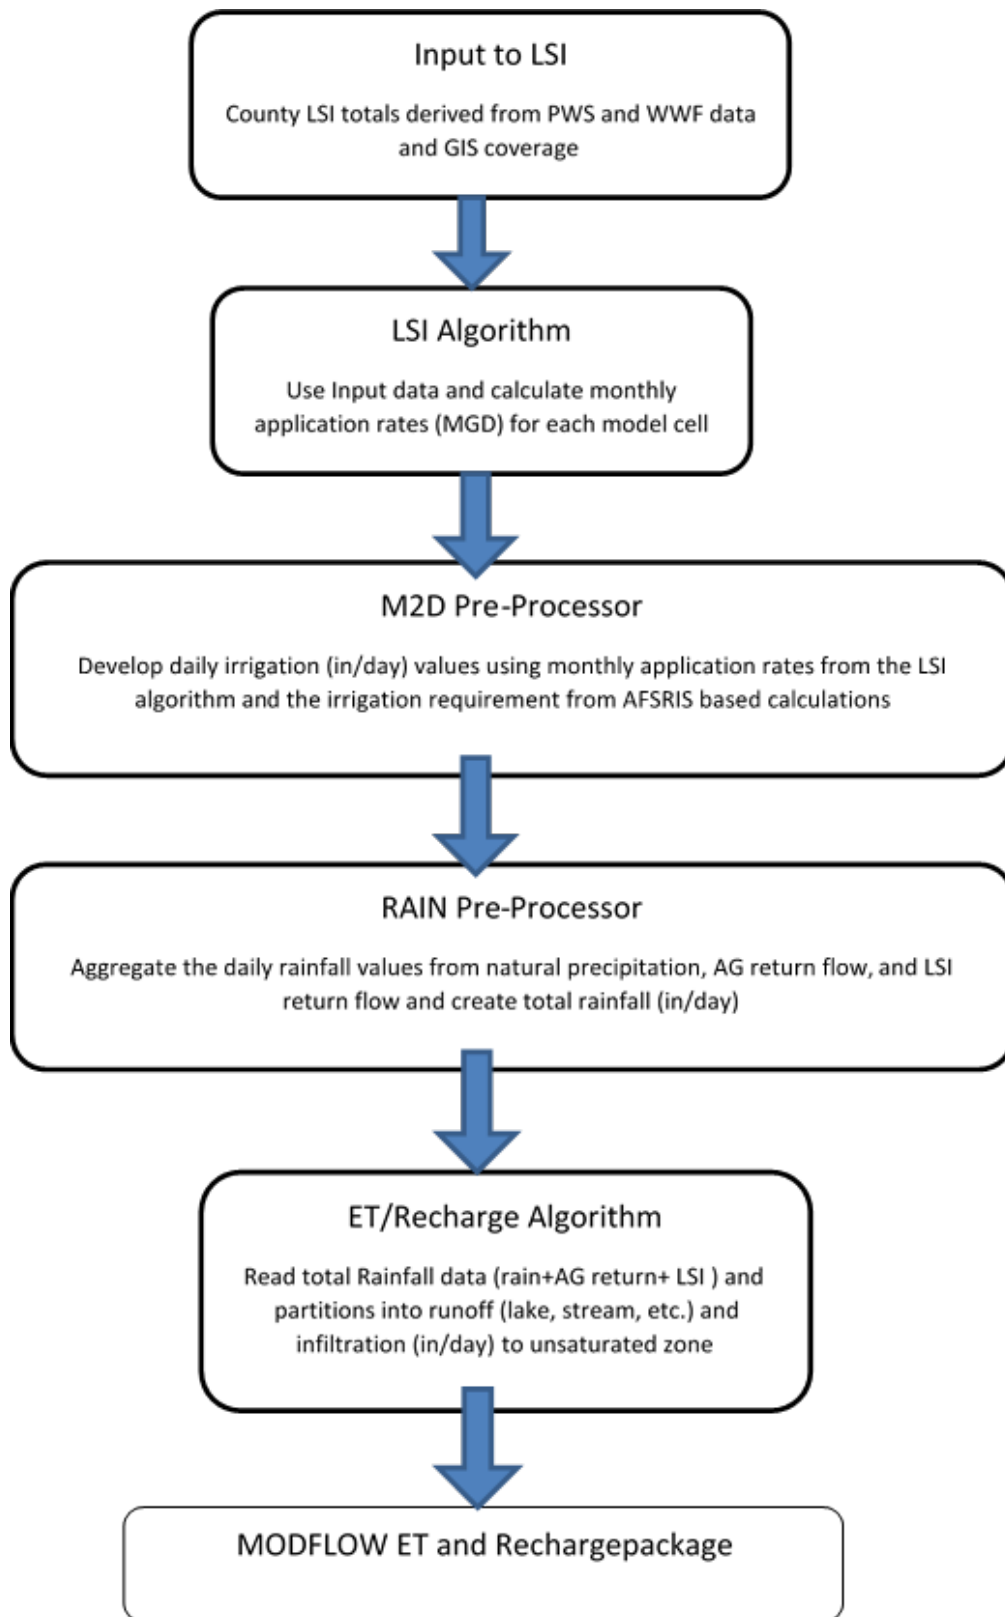 Input to LSI
County LSI totals derived from PWS and WWF data
and GIS coverage
LSI Algorithm
Use Input data and calculate monthly
application rates (MGD) for each model cell
M2D Pre-Processor
Develop daily irrigation (in/day) values using monthly application rates from the LSI
algorithm and the irrigation requirement from AFSRIS based calculations
RAIN Pre-Processor
Aggregate the daily rainfall values from natural precipitation, AG return flow, and LSI
return flow and create total rainfall (in/day)
ET/Recharge Algorithm
Read total Rainfall data (rain+AG return+ LSI ) and
partitions into runoff (lake, stream, etc.) and
infiltration (in/day) to unsaturated zone
MODFLOW ET and Rechargepackage